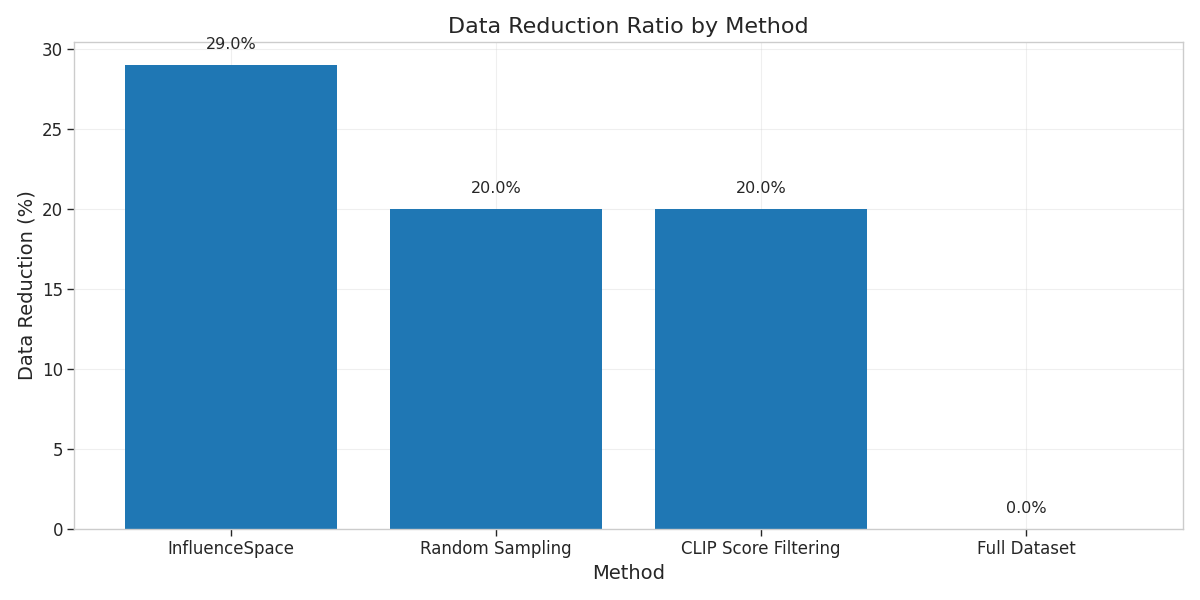 Data Reduction Ratio by Method
Data Reduction (%)
30
25
20
15
10
5
0
29.0%
20.0%
20.0%
0.0%
InfluenceSpace
Random Sampling
CLIP Score Filtering
Full Dataset
Method